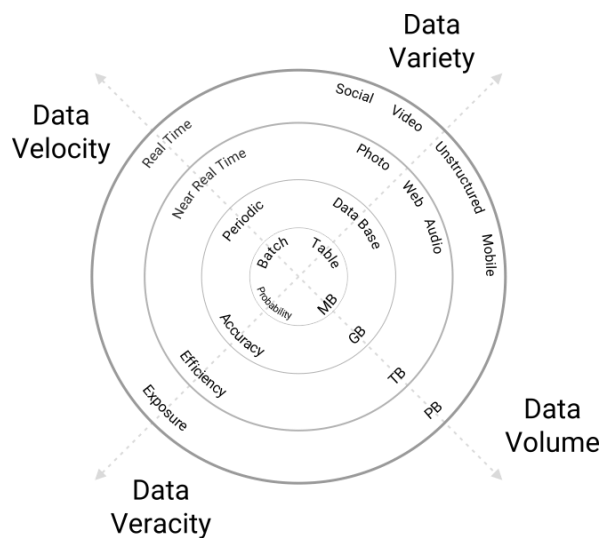 Data
Variety
Data
Velocity
Social
Video
Unstructured
Mobile
Real Time
Near Real Time
Photo
Web
Audio
Periodic
Data Base
Batch
Table
Probability
MB
Accuracy
GB
Efficiency
TB
Exposure
PB
Data
Volume
Data
Veracity